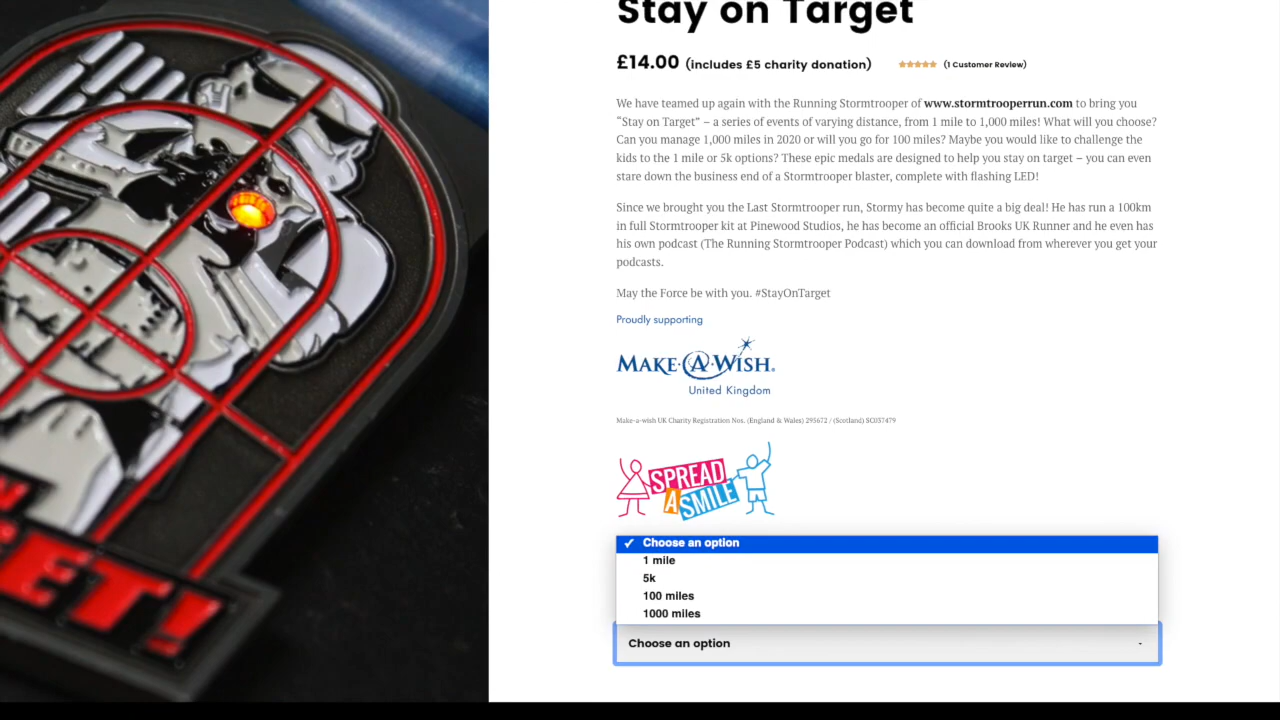 Stay on Target
£14.00 (includes £5 charity donation) (1 Customer Review)
We have teamed up again with the Running Stormtrooper of www.stormtrooperrun.com to bring you
“Stay on Target” – a series of events of varying distance, from 1 mile to 1,000 miles! What will you choose?
Can you manage 1,000 miles in 2020 or will you go for 100 miles? Maybe you would like to challenge the
kids to the 1 mile or 5k options? These epic medals are designed to help you stay on target – you can even
stare down the business end of a Stormtrooper blaster, complete with flashing LED!
Since we brought you the Last Stormtrooper run, Stormy has become quite a big deal! He has run a 100km
in full Stormtrooper kit at Pinewood Studios, he has become an official Brooks UK Runner and he even has
his own podcast (The Running Stormtrooper Podcast) which you can download from wherever you get your
podcasts.
May the Force be with you. #StayOnTarget
Proudly supporting
MAKE·A·WISH®
United Kingdom
Make-a-wish UK Charity Registration Nos. (England & Wales) 295672 / (Scotland) SC037479
SPREAD
A SMILE
✓ Choose an option
1 mile
5k
100 miles
1000 miles
Choose an option
ET!